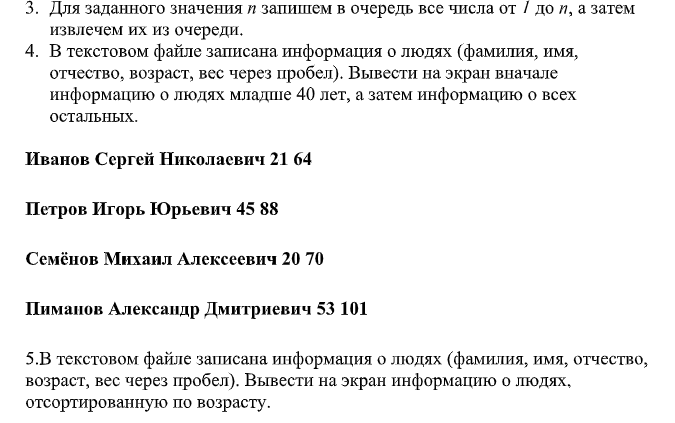 3. Для заданного значения n запишем в очередь все числа от 1 до n, а затем
извлечем их из очереди.
4. В текстовом файле записана информация о людях (фамилия, имя,
отчество, возраст, вес через пробел). Вывести на экран вначале
информацию о людях младше 40 лет, а затем информацию о всех
остальных.
Иванов Сергей Николаевич 21 64
Петров Игорь Юрьевич 45 88
Семёнов Михаил Алексеевич 20 70
Пиманов Александр Дмитриевич 53 101
5.В текстовом файле записана информация о людях (фамилия, имя, отчество,
возраст, вес через пробел). Вывести на экран информацию о людях,
отсортированную по возрасту.